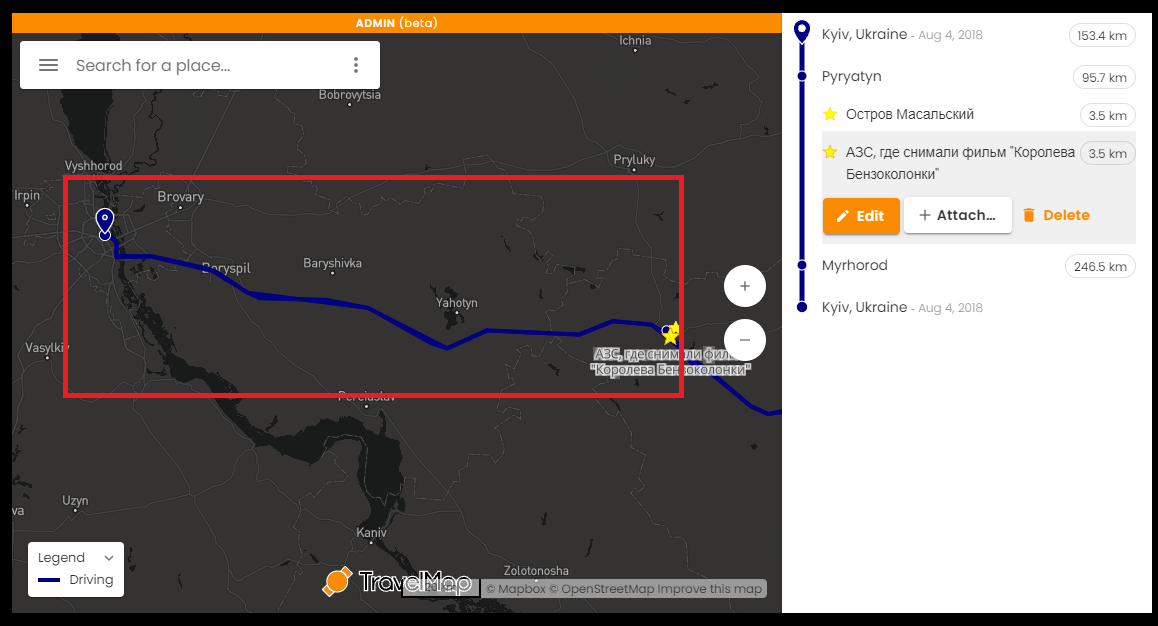 ADMIN (beta)
Search for a place...
Ichnia
Bobrovytsia
Vyshhorod
Pryluky
Irpin
Brovary
Boryspil
Baryshivka
Yahotyn
Vasylkiv
АЗС, где снимали фильм
"Королева Бензоколонки"
Pereiaslav
Uzyn
va
Kaniv
Zolotonosha
Legend
Driving
TravelMap
© Mapbox © OpenStreetMap Improve this map
Kyiv, Ukraine - Aug 4, 2018 153.4 km
Pyryatyn 95.7 km
Остров Масальский 3.5 km
АЗС, где снимали фильм "Королева 3.5 km
Бензоколонки"
Edit + Attach... Delete
Myrhorod 246.5 km
Kyiv, Ukraine - Aug 4, 2018